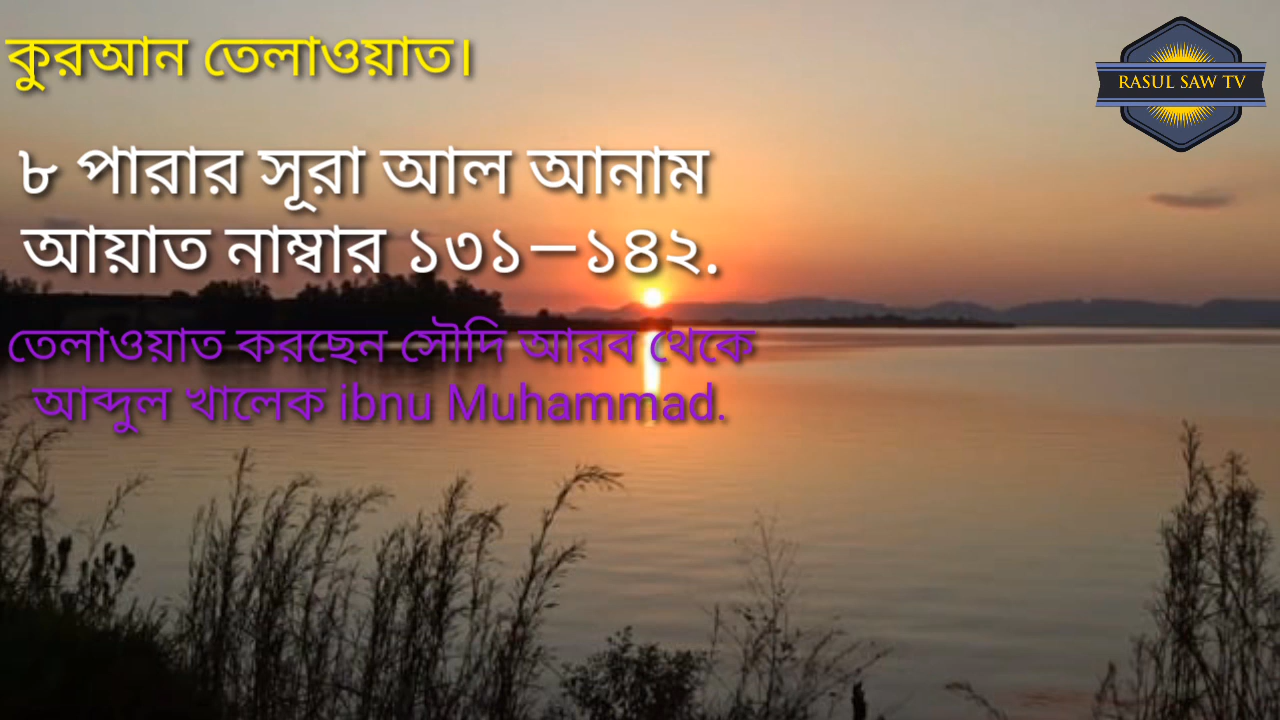 কুরআন তেলাওয়াত।
RASUL SAW TV
৮ পারার সূরা আল আনাম
আয়াত নাম্বার ১৩১—১৪২.
তেলাওয়াত করছেন সৌদি আরব থেকে
আব্দুল খালেক ibnu Muhammad.